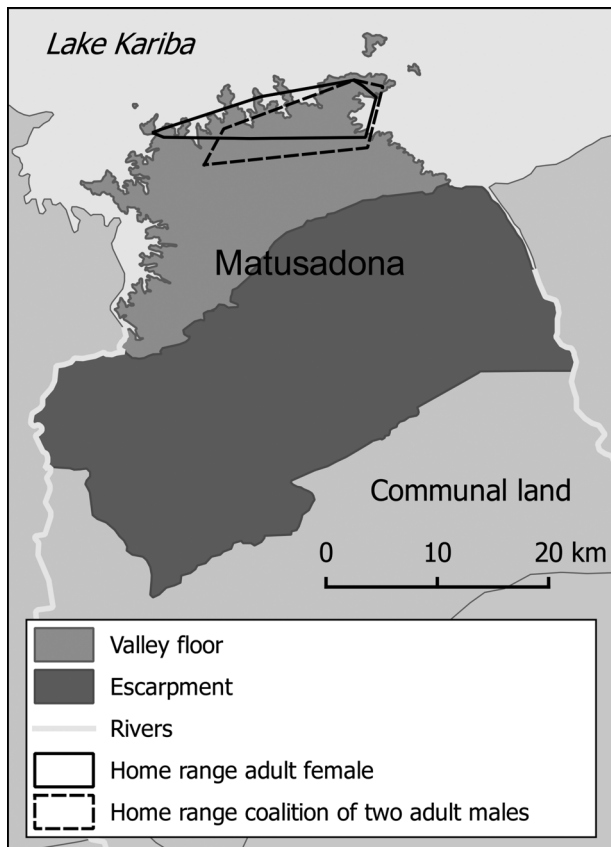 Lake Kariba
Matusadona
Communal land
0 10 20 km
Valley floor
Escarpment
Rivers
Home range adult female
Home range coalition of two adult males